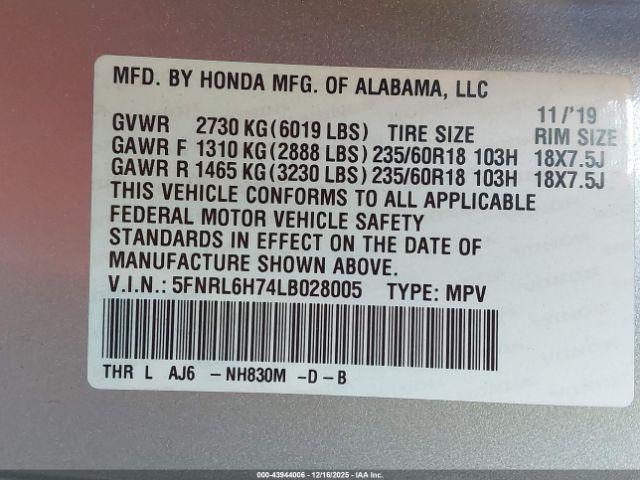 MFD. BY HONDA MFG. OF ALABAMA, LLC
11/'19
GVWR 2730 KG(6019 LBS) TIRE SIZE RIM SIZE
GAWR F 1310 KG(2888 LBS) 235/60R18 103H 18X7.5J
GAWR R 1465 KG(3230 LBS) 235/60R18 103H 18X7.5J
THIS VEHICLE CONFORMS TO ALL APPLICABLE
FEDERAL MOTOR VEHICLE SAFETY
STANDARDS IN EFFECT ON THE DATE OF
MANUFACTURE SHOWN ABOVE.
V.I.N.: 5FNRL6H74LB028005 TYPE: MPV
THR L AJ6 -NH830M -D-B
000-43944006 - 12/16/2025 - IAAI, Inc.